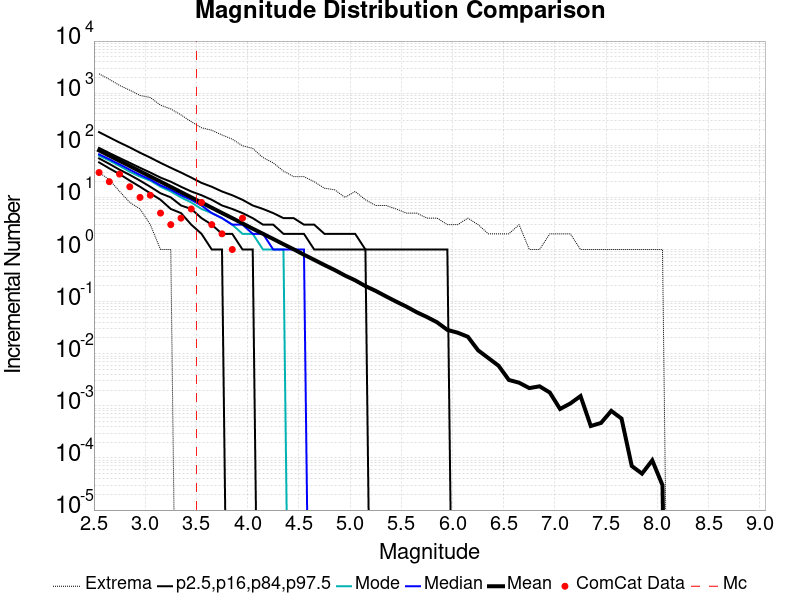 Magnitude Distribution Comparison
10^4
10^3
10^2
10^1
10^0
10^-1
10^-2
10^-3
10^-4
10^-5
Incremental Number
2.5 3.0 3.5 4.0 4.5 5.0 5.5 6.0 6.5 7.0 7.5 8.0 8.5 9.0
Magnitude
Extrema p2.5,p16,p84,p97.5 Mode Median Mean ComCat Data Mc